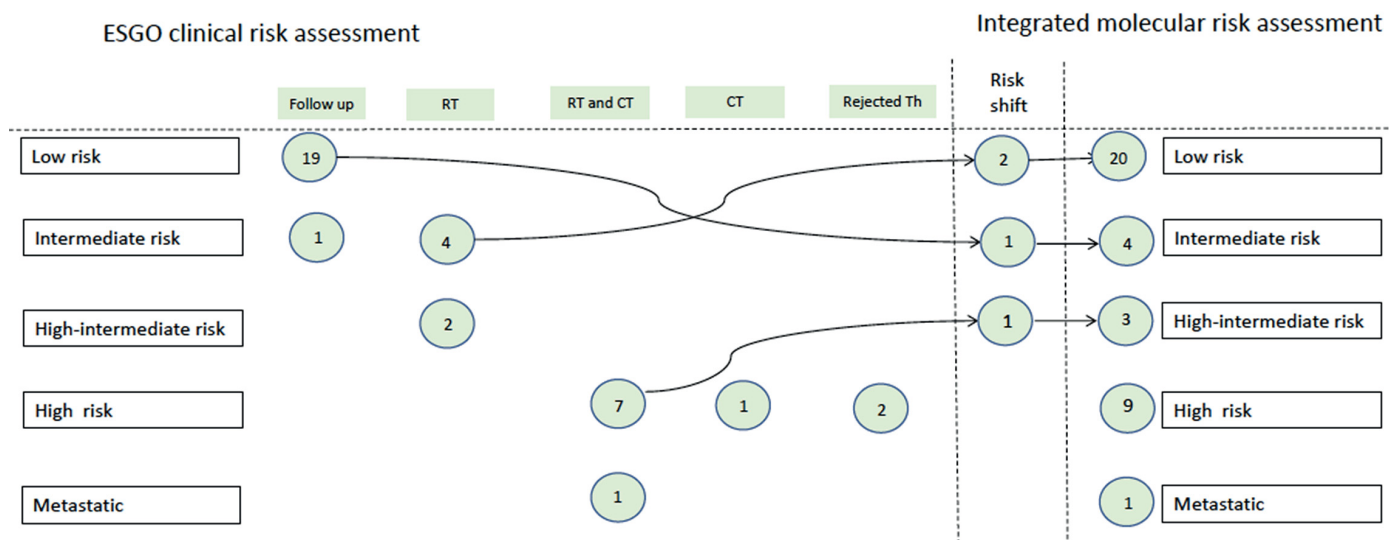 ESGO clinical risk assessment
Integrated molecular risk assessment
Follow up
RT
RT and CT
CT
Rejected Th
Risk
shift
Low risk
19
2
20
Low risk
Intermediate risk
1
4
1
4
Intermediate risk
High-intermediate risk
2
1
3
High-intermediate risk
High risk
7
1
2
9
High risk
Metastatic
1
1
Metastatic